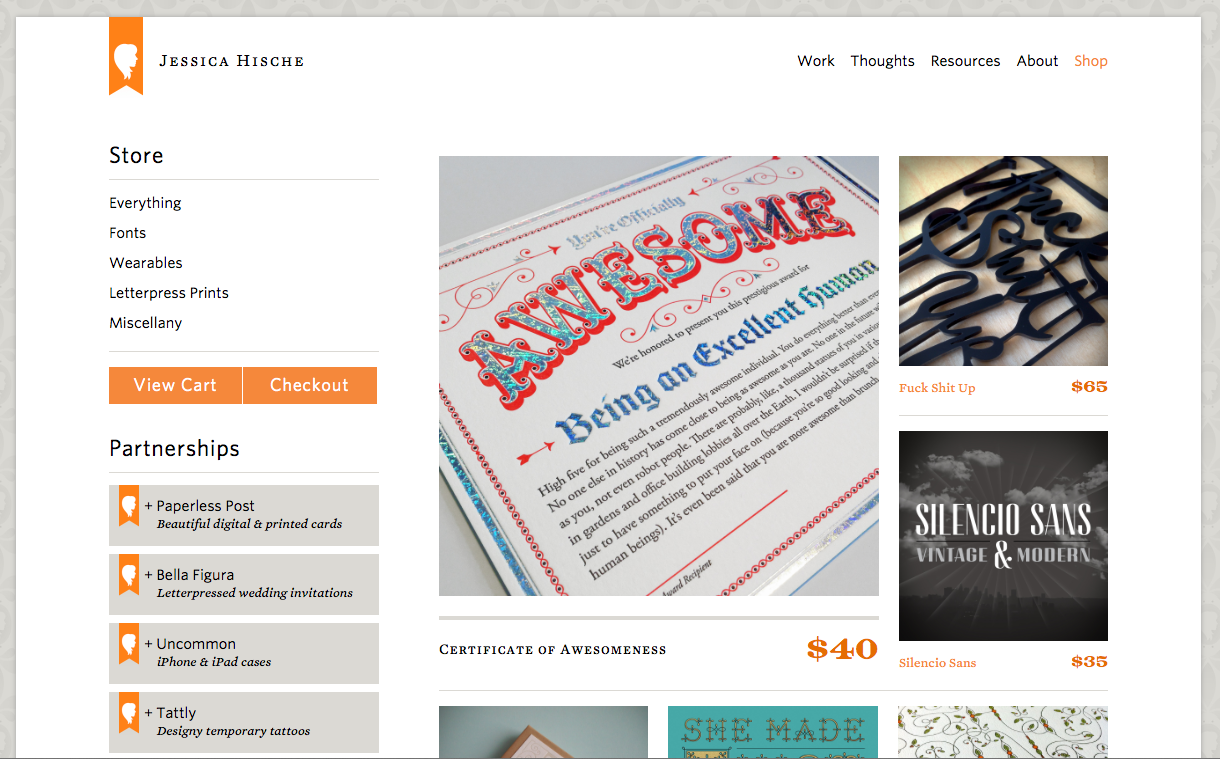 Jessica Hische
Work Thoughts Resources About Shop
Store
Everything
Fonts
Wearables
Letterpress Prints
Miscellany
View Cart Checkout
Partnerships
+ Paperless Post
Beautiful digital & printed cards
+ Bella Figura
Letterpressed wedding invitations
+ Uncommon
iPhone & iPad cases
+ Tattly
Designy temporary tattoos
You're Officially
AWESOME
We're honored to present you this prestigious award for
Being an Excellent Human
High five for being such a tremendously awesome individual. You do everything better than
No one else in history has come close to being as awesome as you are. No one in the future
as you, not even robot people. There are probably, like, a thousand statues of you in
in gardens and office building lobbies all over the Earth. I wouldn't be surprised if
just to have something to put your face on (because you're so good looking and
human beings). It's even been said that you are more awesome than brunch
Award Recipient
Certificate of Awesomeness $40
Fuck Shit Up
Fuck Shit Up $65
SILENCIO SANS
VINTAGE & MODERN
Silencio Sans $35
SHE MADE